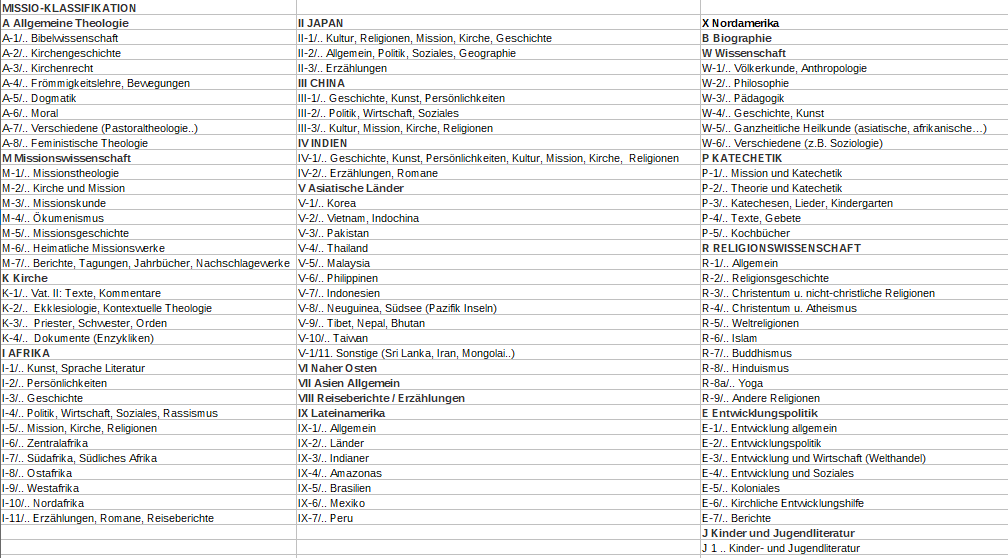 MISSIO-KLASSIFIKATION
A Allgemeine Theologie
A-1/.. Bibelwissenschaft
A-2/.. Kirchengeschichte
A-3/.. Kirchenrecht
A-4/.. Frömmigkeitslehre, Bewegungen
A-5/.. Dogmatik
A-6/.. Moral
A-7/.. Verschiedene (Pastoraltheologie..)
A-8/.. Feministische Theologie
M Missionswissenschaft
M-1/.. Missionstheologie
M-2/.. Kirche und Mission
M-3/.. Missionskunde
M-4/.. Ökumenismus
M-5/.. Missionsgeschichte
M-6/.. Heimatliche Missionswerke
M-7/.. Berichte, Tagungen, Jahrbücher, Nachschlagewerke
K Kirche
K-1/.. Vat. II: Texte, Kommentare
K-2/.. Ekklesiologie, Kontextuelle Theologie
K-3/.. Priester, Schwester, Orden
K-4/.. Dokumente (Enzykliken)
I AFRIKA
I-1/.. Kunst, Sprache Literatur
I-2/.. Persönlichkeiten
I-3/.. Geschichte
I-4/.. Politik, Wirtschaft, Soziales, Rassismus
I-5/.. Mission, Kirche, Religionen
I-6/.. Zentralafrika
I-7/.. Südafrika, Südliches Afrika
I-8/.. Ostafrika
I-9/.. Westafrika
I-10/.. Nordafrika
I-11/.. Erzählungen, Romane, Reiseberichte
II JAPAN
II-1/.. Kultur, Religionen, Mission, Kirche, Geschichte
II-2/.. Allgemein, Politik, Soziales, Geographie
II-3/.. Erzählungen
III CHINA
III-1/.. Geschichte, Kunst, Persönlichkeiten
III-2/.. Politik, Wirtschaft, Soziales
III-3/.. Kultur, Mission, Kirche, Religionen
IV INDIEN
IV-1/.. Geschichte, Kunst, Persönlichkeiten, Kultur, Mission, Kirche, Religionen
IV-2/.. Erzählungen, Romane
V Asiatische Länder
V-1/.. Korea
V-2/.. Vietnam, Indochina
V-3/.. Pakistan
V-4/.. Thailand
V-5/.. Malaysia
V-6/.. Philippinen
V-7/.. Indonesien
V-8/.. Neuguinea, Südsee (Pazifik Inseln)
V-9/.. Tibet, Nepal, Bhutan
V-10/.. Taiwan
V-1/11. Sonstige (Sri Lanka, Iran, Mongolai..)
VI Naher Osten
VII Asien Allgemein
VIII Reiseberichte / Erzählungen
IX Lateinamerika
IX-1/.. Allgemein
IX-2/.. Länder
IX-3/.. Indianer
IX-4/.. Amazonas
IX-5/.. Brasilien
IX-6/.. Mexiko
IX-7/.. Peru
X Nordamerika
B Biographie
W Wissenschaft
W-1/.. Völkerkunde, Anthropologie
W-2/.. Philosophie
W-3/.. Pädagogik
W-4/.. Geschichte, Kunst
W-5/.. Ganzheitliche Heilkunde (asiatische, afrikanische...)
W-6/.. Verschiedene (z.B. Soziologie)
P KATECHETIK
P-1/.. Mission und Katechetik
P-2/.. Theorie und Katechetik
P-3/.. Katechesen, Lieder, Kindergarten
P-4/.. Texte, Gebete
P-5/.. Kochbücher
R RELIGIONSWISSENSCHAFT
R-1/.. Allgemein
R-2/.. Religionsgeschichte
R-3/.. Christentum u. nicht-christliche Religionen
R-4/.. Christentum u. Atheismus
R-5/.. Weltreligionen
R-6/.. Islam
R-7/.. Buddhismus
R-8/.. Hinduismus
R-8a/.. Yoga
R-9/.. Andere Religionen
E Entwicklungspolitik
E-1/.. Entwicklung allgemein
E-2/.. Entwicklungspolitik
E-3/.. Entwicklung und Wirtschaft (Welthandel)
E-4/.. Entwicklung und Soziales
E-5/.. Koloniales
E-6/.. Kirchliche Entwicklungshilfe
E-7/.. Berichte
J Kinder und Jugendliteratur
J 1 .. Kinder- und Jugendliteratur